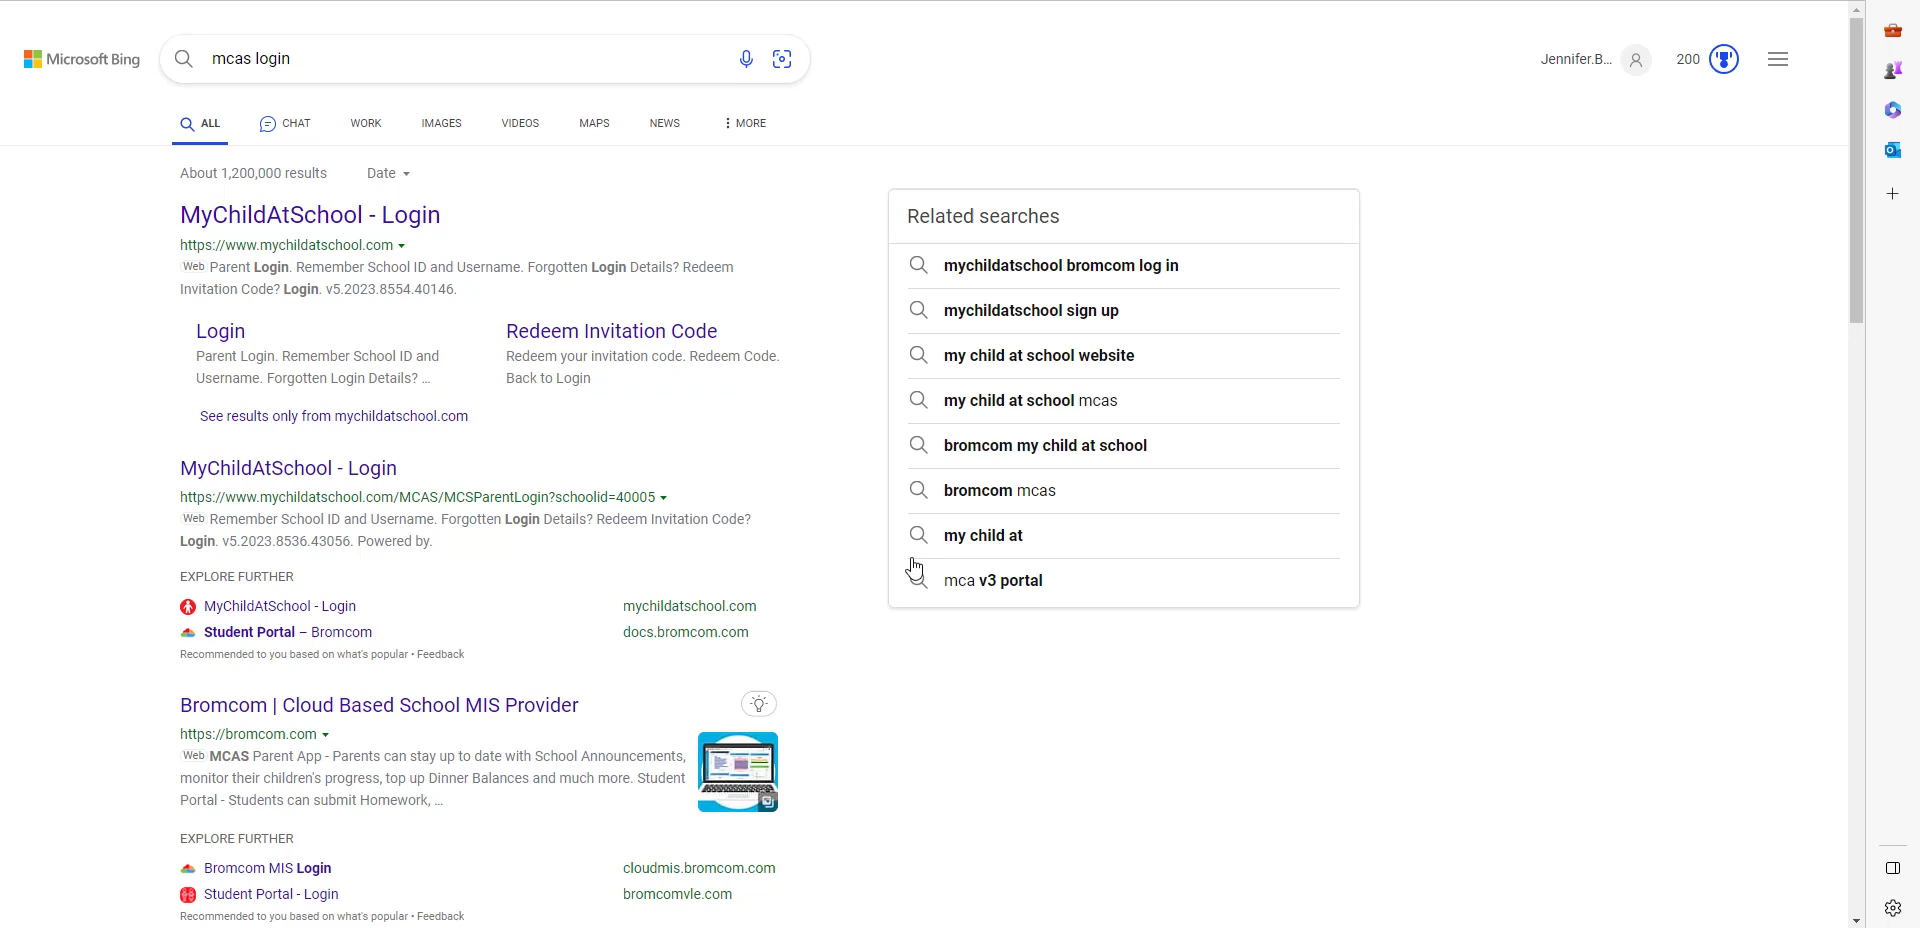 Microsoft Bing
mcas login
Jennifer.B...
200
ALL
CHAT
WORK
IMAGES
VIDEOS
MAPS
NEWS
MORE
About 1,200,000 results
Date
MyChildAtSchool - Login
https://www.mychildatschool.com
Web Parent Login. Remember School ID and Username. Forgotten Login Details? Redeem
Invitation Code? Login. v5.2023.8554.40146.
Login
Parent Login. Remember School ID and
Username. Forgotten Login Details? ...
Redeem Invitation Code
Redeem your invitation code. Redeem Code.
Back to Login
See results only from mychildatschool.com
MyChildAtSchool - Login
https://www.mychildatschool.com/MCAS/MCSParentLogin?schoolid=40005
Web Remember School ID and Username. Forgotten Login Details? Redeem Invitation Code?
Login. v5.2023.8536.43056. Powered by.
EXPLORE FURTHER
MyChildAtSchool - Login
mychildatschool.com
Student Portal – Bromcom
docs.bromcom.com
Recommended to you based on what's popular • Feedback
Bromcom | Cloud Based School MIS Provider
https://bromcom.com
Web MCAS Parent App - Parents can stay up to date with School Announcements,
monitor their children's progress, top up Dinner Balances and much more. Student
Portal - Students can submit Homework, ...
EXPLORE FURTHER
Bromcom MIS Login
cloudmis.bromcom.com
Student Portal - Login
bromcomvle.com
Recommended to you based on what's popular • Feedback
Related searches
mychildatschool bromcom log in
mychildatschool sign up
my child at school website
my child at school mcas
bromcom my child at school
bromcom mcas
my child at
mca v3 portal